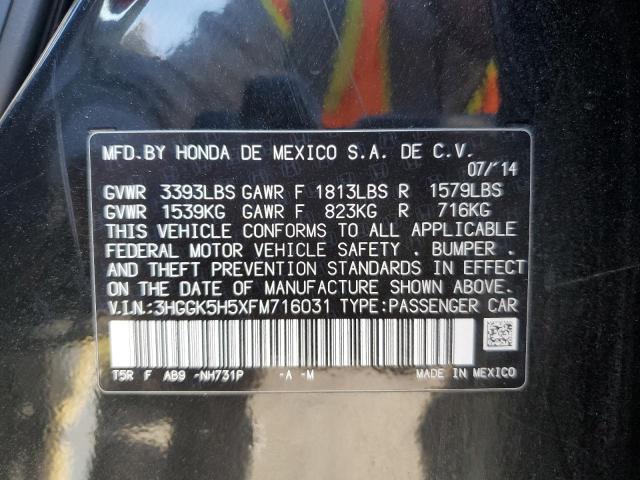 MFD.BY HONDA DE MEXICO S.A. DE C.V.
07/'14
GVWR 3393LBS GAWR F 1813LBS R 1579LBS
GVWR 1539KG GAWR F 823KG R 716KG
THIS VEHICLE CONFORMS TO ALL APPLICABLE
FEDERAL MOTOR VEHICLE SAFETY , BUMPER ,
AND THEFT PREVENTION STANDARDS IN EFFECT
ON THE DATE OF MANUFACTURE SHOWN ABOVE.
V.I.N.:3HGGK5H5XFM716031 TYPE:PASSENGER CAR
T5R F AB9 -NH731P -A -M MADE IN MEXICO